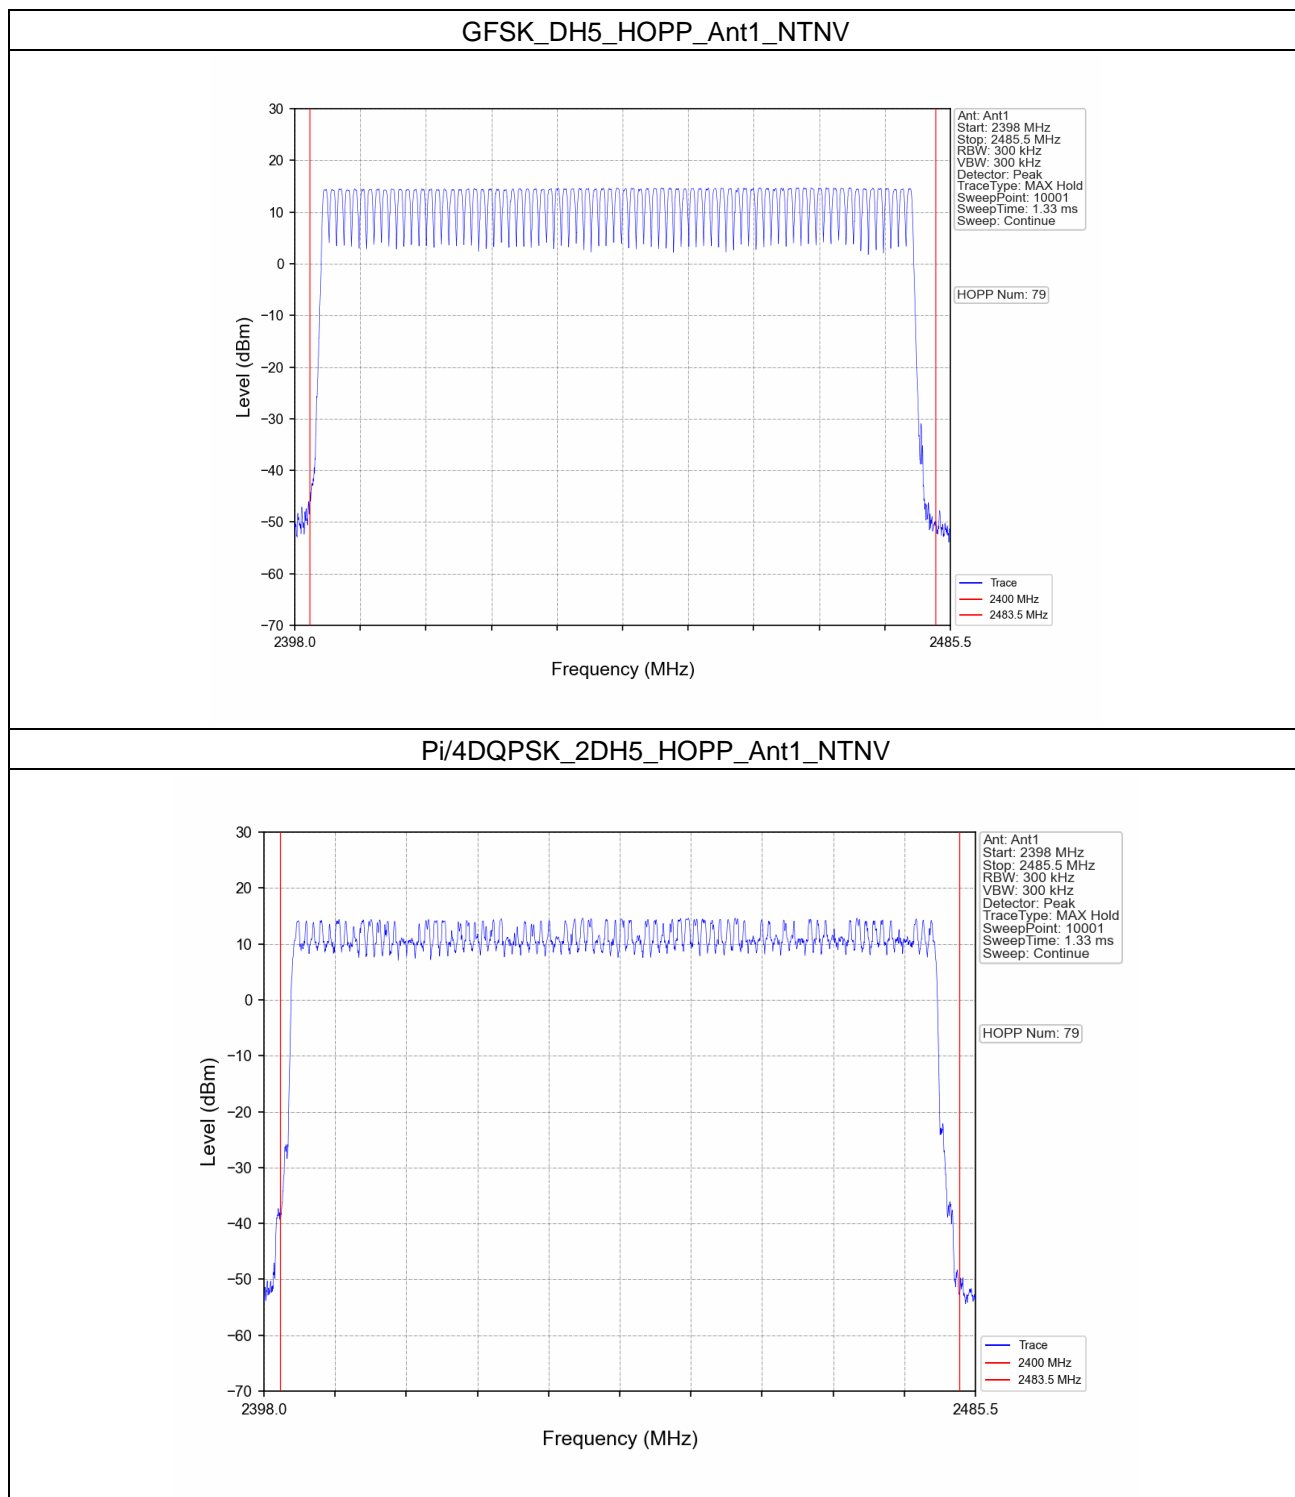 GFSK_DH5_HOPP_Ant1_NTNV
30
20
10
0
−10
−20
−30
−40
−50
−60
−70
Level (dBm)
2398.0
2485.5
Frequency (MHz)
Ant: Ant1
Start: 2398 MHz
Stop: 2485.5 MHz
RBW: 300 kHz
VBW: 300 kHz
Detector: Peak
TraceType: MAX Hold
SweepPoint: 10001
SweepTime: 1.33 ms
Sweep: Continue
HOPP Num: 79
Trace
2400 MHz
2483.5 MHz
Pi/4DQPSK_2DH5_HOPP_Ant1_NTNV
30
20
10
0
−10
−20
−30
−40
−50
−60
−70
Level (dBm)
2398.0
2485.5
Frequency (MHz)
Ant: Ant1
Start: 2398 MHz
Stop: 2485.5 MHz
RBW: 300 kHz
VBW: 300 kHz
Detector: Peak
TraceType: MAX Hold
SweepPoint: 10001
SweepTime: 1.33 ms
Sweep: Continue
HOPP Num: 79
Trace
2400 MHz
2483.5 MHz